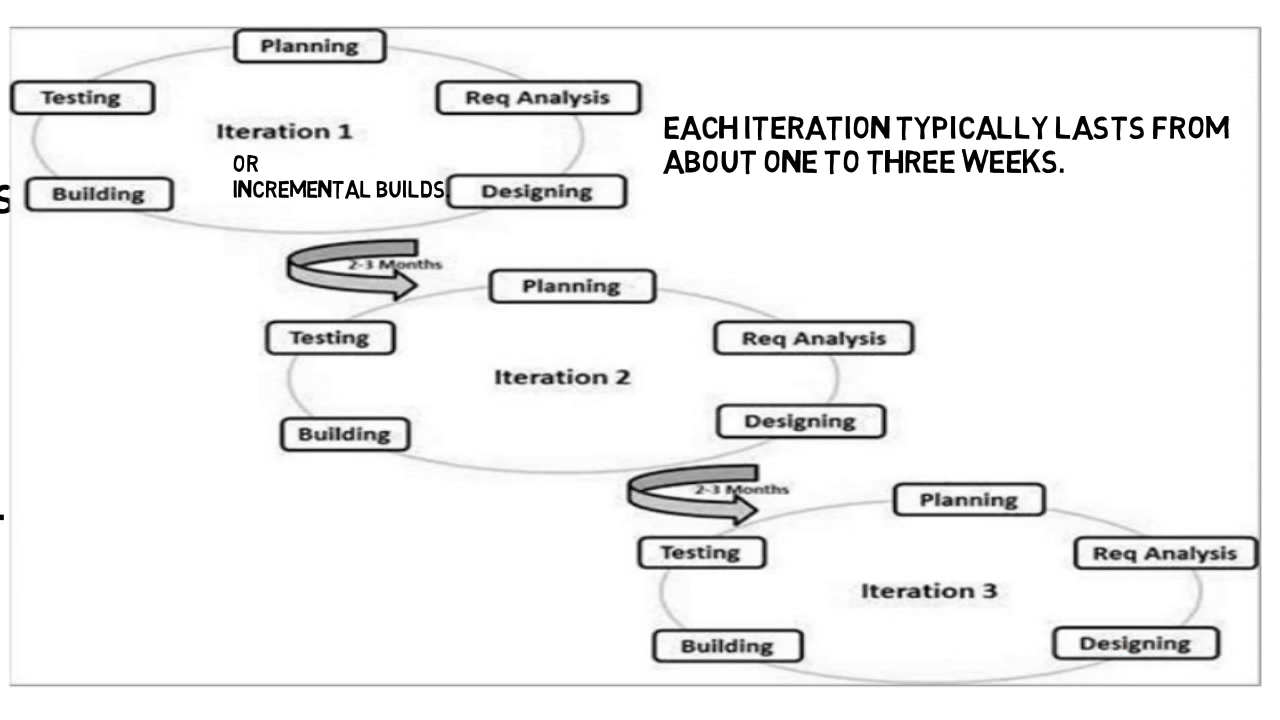 Planning
Testing
Req Analysis
Iteration 1
OR
INCREMENTAL BUILDS.
Building
Designing
EACH ITERATION TYPICALLY LASTS FROM
ABOUT ONE TO THREE WEEKS.
S
2-3 Months
Planning
Testing
Req Analysis
Iteration 2
Building
Designing
2-3 Months
Planning
Testing
Req Analysis
Iteration 3
Building
Designing